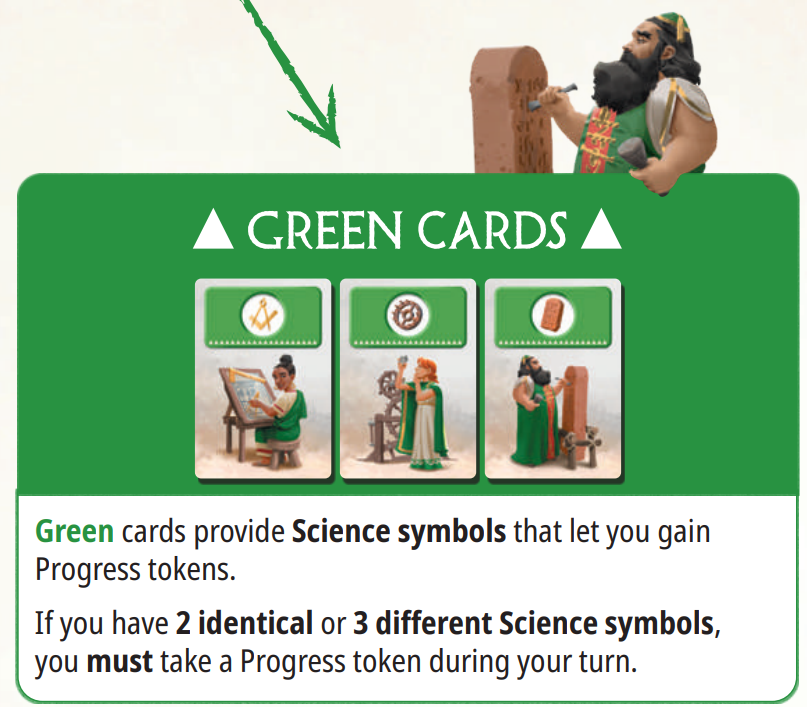 GREEN CARDS
Green cards provide Science symbols that let you gain
Progress tokens.
If you have 2 identical or 3 different Science symbols,
you must take a Progress token during your turn.